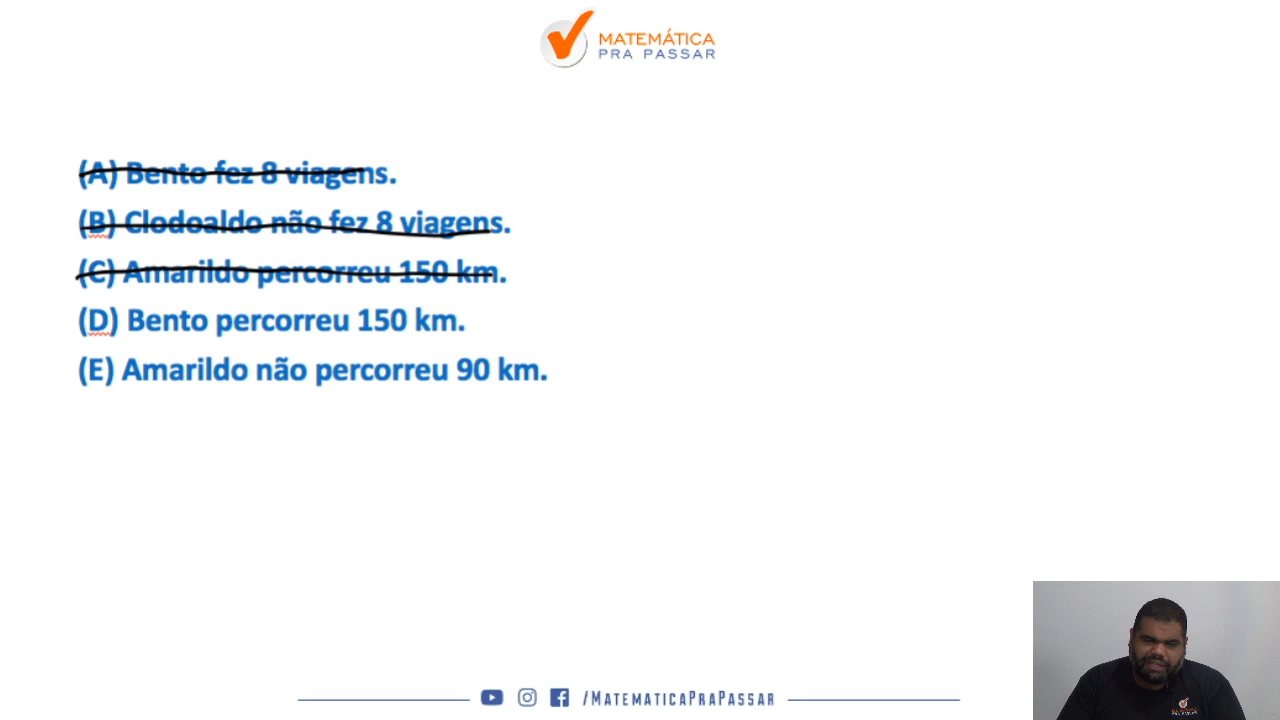 MATEMÁTICA
PRA PASSAR
(A) Bento fez 8 viagens.
(B) Clodoaldo não fez 8 viagens.
(C) Amarildo percorreu 150 km.
(D) Bento percorreu 150 km.
(E) Amarildo não percorreu 90 km.
/MATEMATICAPRAPASSAR